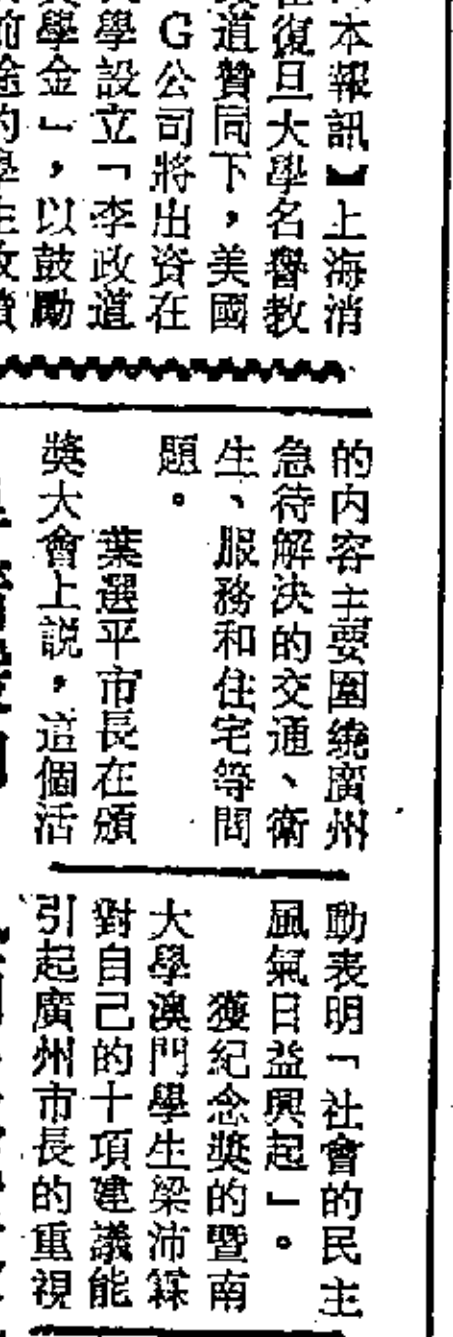 本報訊】上海消
復旦大學名譽教
道贊同下，美國
G公司將出資在
學設立「李政道
學金」，以鼓勵
的內容主要圍繞廣州
急待解決的交通、衛
生、服務和住宅等問
題。
葉選平市長在頒
獎大會上說，這個活
動表明「社會的民主
風氣日益興起」。
獲紀念獎的暨南
大學澳門學生梁沛霖
對自己的十項建議能
引起廣州市長的重視